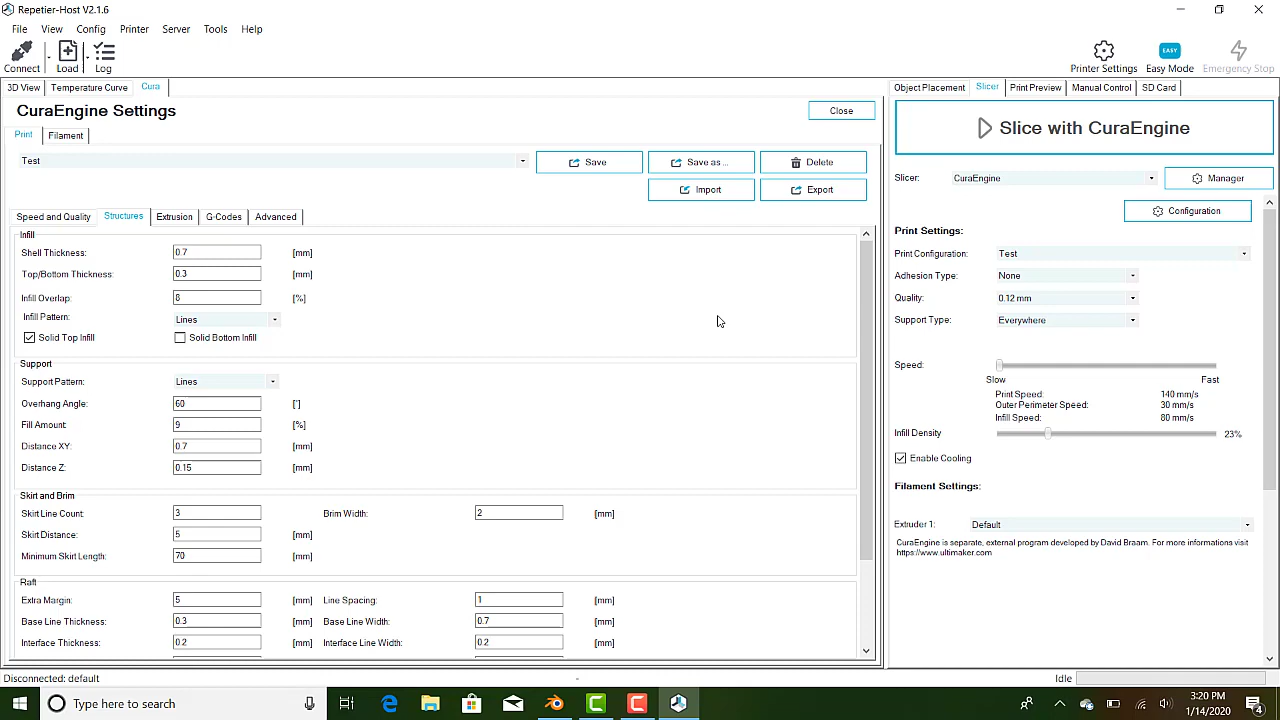 Repetier-Host V2.1.6
File View Config Printer Server Tools Help
Connect Load Log Printer Settings EASY Easy Mode Emergency Stop
3D View Temperature Curve Cura
CuraEngine Settings
Close
Print Filament
Test Save Save as ... Delete
Import Export
Speed and Quality Structures Extrusion G-Codes Advanced
Infill
Shell Thickness: 0.7 [mm]
Top/Bottom Thickness: 0.3 [mm]
Infill Overlap: 8 [%]
Infill Pattern: Lines
Solid Top Infill Solid Bottom Infill
Support
Support Pattern: Lines
Overhang Angle: 60 [°]
Fill Amount: 9 [%]
Distance XY: 0.7 [mm]
Distance Z: 0.15 [mm]
Skirt and Brim
Skirt Line Count: 3 Brim Width: 2 [mm]
Skirt Distance: 5 [mm]
Minimum Skirt Length: 70 [mm]
Raft
Extra Margin: 5 [mm] Line Spacing: 1 [mm]
Base Line Thickness: 0.3 [mm] Base Line Width: 0.7 [mm]
Interface Thickness: 0.2 [mm] Interface Line Width: 0.2 [mm]
Object Placement Slicer Print Preview Manual Control SD Card
Slice with CuraEngine
Slicer: CuraEngine Manager
Configuration
Print Settings:
Print Configuration: Test
Adhesion Type: None
Quality: 0.12 mm
Support Type: Everywhere
Speed:
Slow Fast
Print Speed: 140 mm/s
Outer Perimeter Speed: 30 mm/s
Infill Speed: 80 mm/s
Infill Density 23%
Enable Cooling
Filament Settings:
Extruder 1: Default
CuraEngine is separate, external program developed by David Braam. For more informations visit
https://www.ultimaker.com
Disconnected: default - Idle
Type here to search
3:20 PM
1/14/2020
4